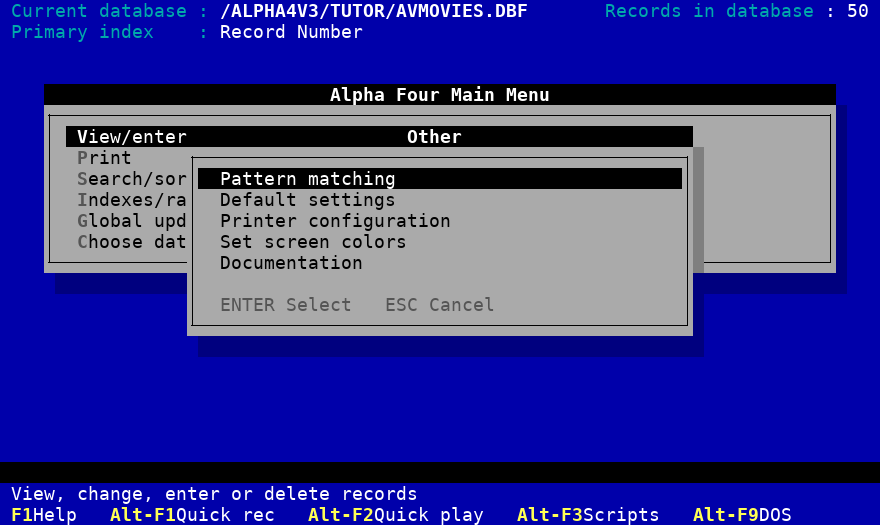 Current database : /ALPHA4V3/TUTOR/AVMOVIES.DBF Records in database : 50
Primary index : Record Number
Alpha Four Main Menu
View/enter Other
Print
Search/sor Pattern matching
Indexes/ra Default settings
Global upd Printer configuration
Choose dat Set screen colors
Documentation
ENTER Select ESC Cancel
View, change, enter or delete records
F1Help Alt-F1Quick rec Alt-F2Quick play Alt-F3Scripts Alt-F9DOS